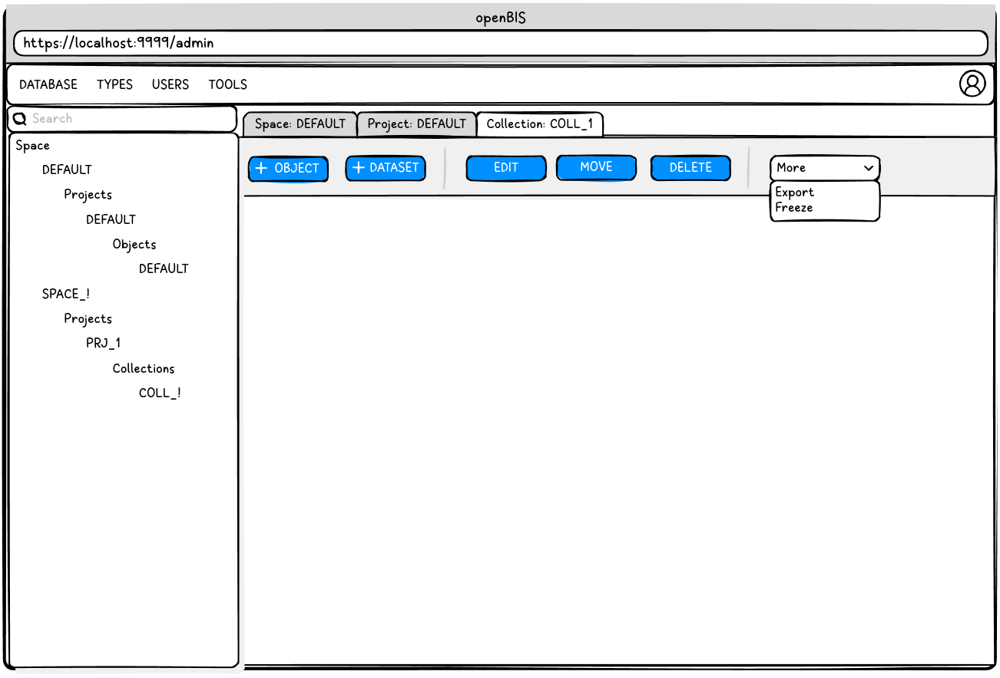 openBIS
https://localhost:9999/admin
DATABASE TYPES USERS TOOLS
Search
Space: DEFAULT Project: DEFAULT Collection: COLL_1
Space
DEFAULT
Projects
DEFAULT
Objects
DEFAULT
SPACE_!
Projects
PRJ_1
Collections
COLL_!
+ OBJECT + DATASET EDIT MOVE DELETE More
Export
Freeze